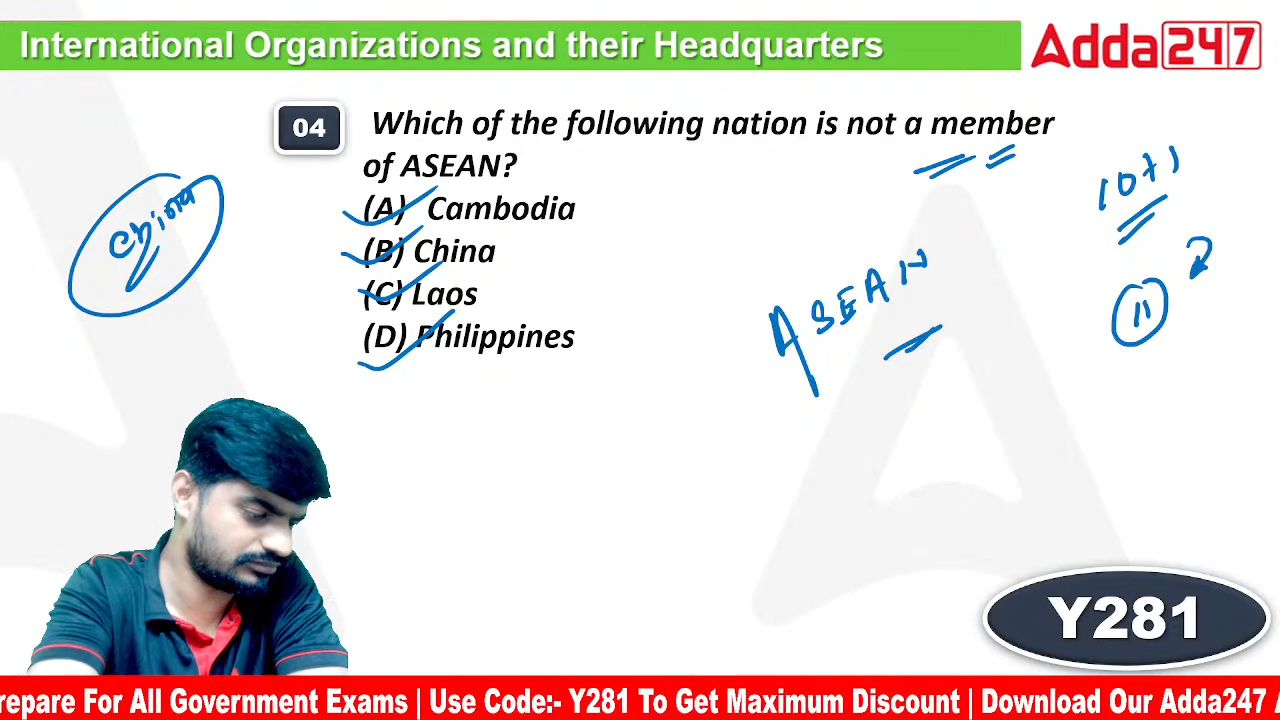 International Organizations and their Headquarters
Adda247
04
Which of the following nation is not a member
of ASEAN?
(A) Cambodia
(B) China
(C) Laos
(D) Philippines
China
ASEAN
10+1
11
Y281
repare For All Government Exams | Use Code:- Y281 To Get Maximum Discount | Download Our Adda247 A